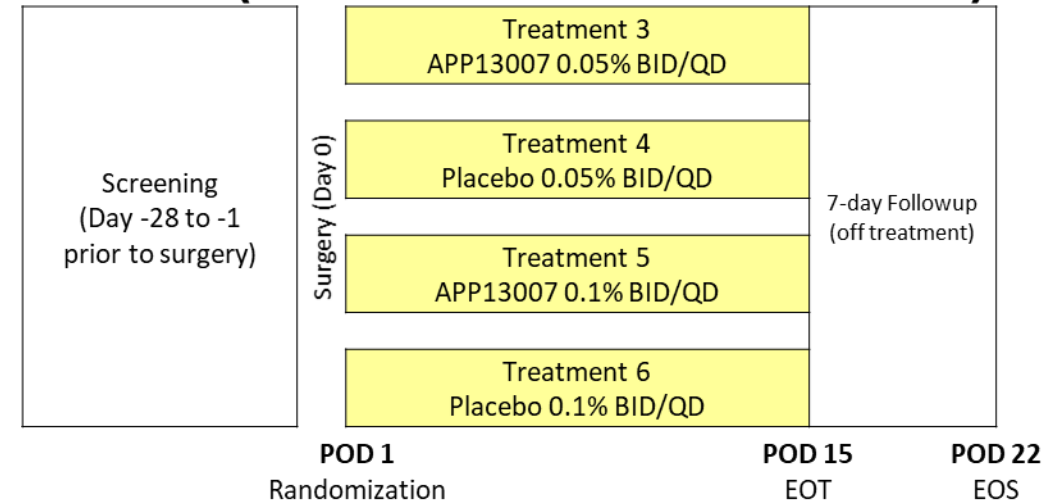 Screening
(Day -28 to -1
prior to surgery)
Surgery (Day 0)
Treatment 3
APP13007 0.05% BID/QD
Treatment 4
Placebo 0.05% BID/QD
Treatment 5
APP13007 0.1% BID/QD
Treatment 6
Placebo 0.1% BID/QD
7-day Followup
(off treatment)
POD 1
Randomization
POD 15
EOT
POD 22
EOS